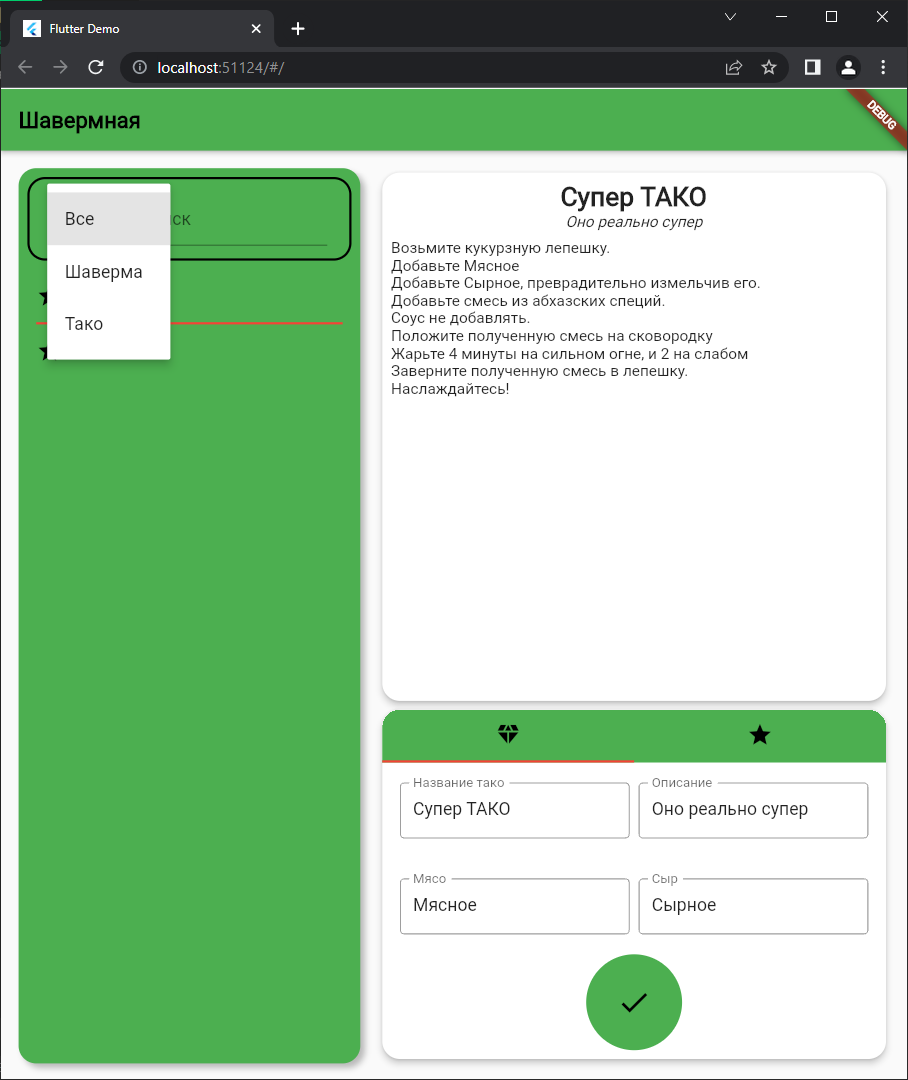 Flutter Demo
localhost:51124/#/
Шавермная
DEBUG
Все
ск
Шаверма
Тако
Супер ТАКО
Оно реально супер
Возьмите кукурзную лепешку.
Добавьте Мясное
Добавьте Сырное, преврадительно измельчив его.
Добавьте смесь из абхазских специй.
Соус не добавлять.
Положите полученную смесь на сковородку
Жарьте 4 минуты на сильном огне, и 2 на слабом
Заверните полученную смесь в лепешку.
Наслаждайтесь!
Название тако
Описание
Супер ТАКО
Оно реально супер
Мясо
Сыр
Мясное
Сырное